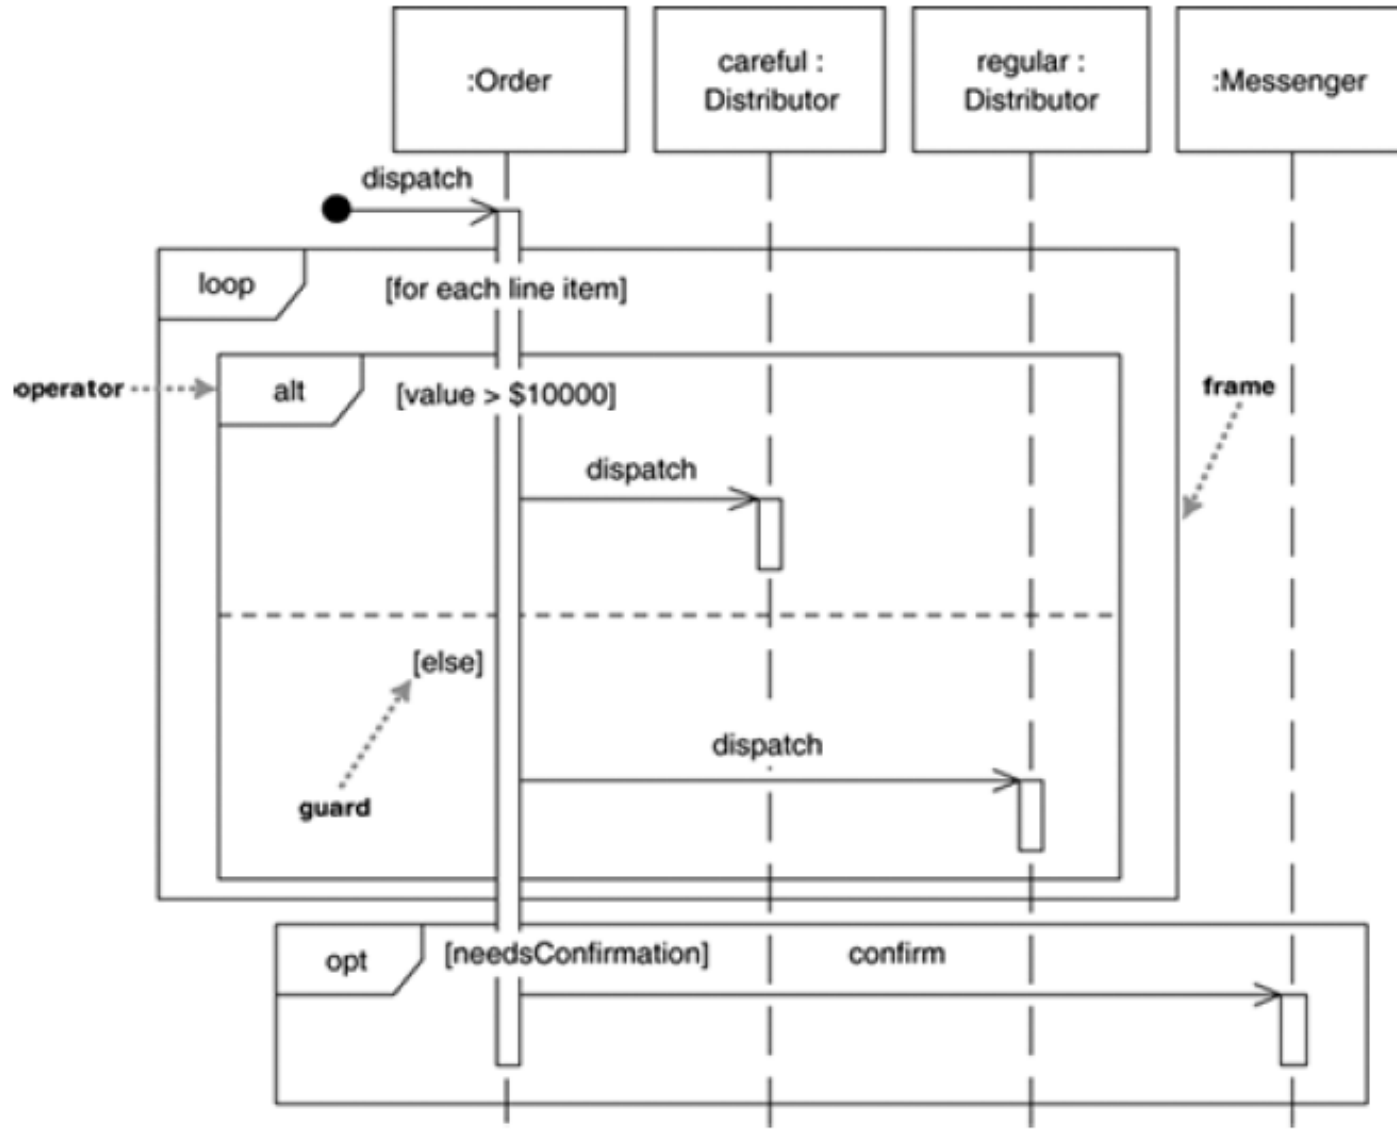 :Order
careful :
Distributor
regular :
Distributor
:Messenger
dispatch
loop
[for each line item]
operator
alt
[value > $10000]
frame
dispatch
[else]
dispatch
guard
opt
[needsConfirmation]
confirm